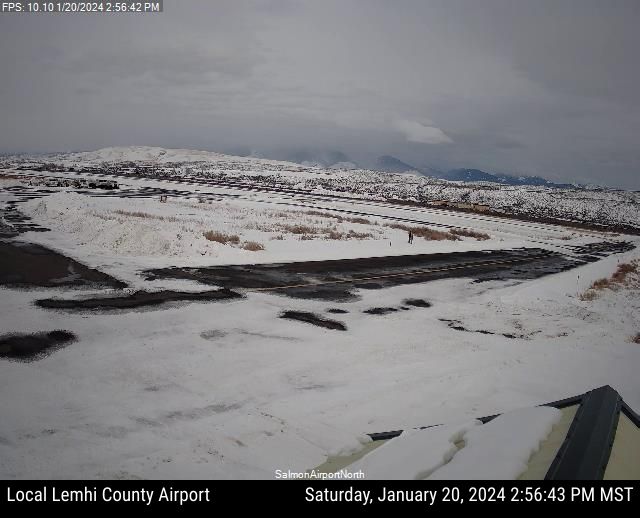 FPS: 10.10 1/20/2024 2:56:42 PM
SalmonAirportNorth
Local Lemhi County Airport Saturday, January 20, 2024 2:56:43 PM MST